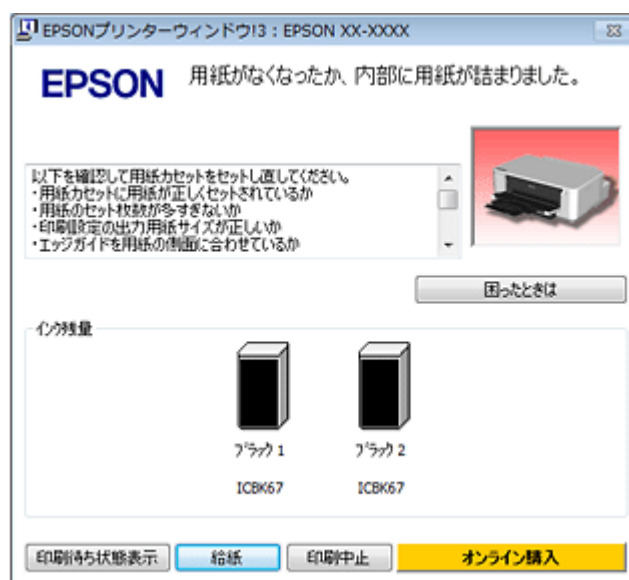 EPSONプリンターウィンドウ!3 : EPSON XX-XXXX
EPSON
用紙がなくなったか、内部に用紙が詰まりました。
以下を確認して用紙カセットをセットし直してください。
・用紙カセットに用紙が正しくセットされているか
・用紙のセット枚数が多すぎないか
・印刷設定の出力用紙サイズが正しいか
・エッジガイドを用紙の側面に合わせているか
困ったときは
インク残量
ブラック 1
ブラック 2
ICBK67
ICBK67
印刷待ち状態表示
給紙
印刷中止
オンライン購入